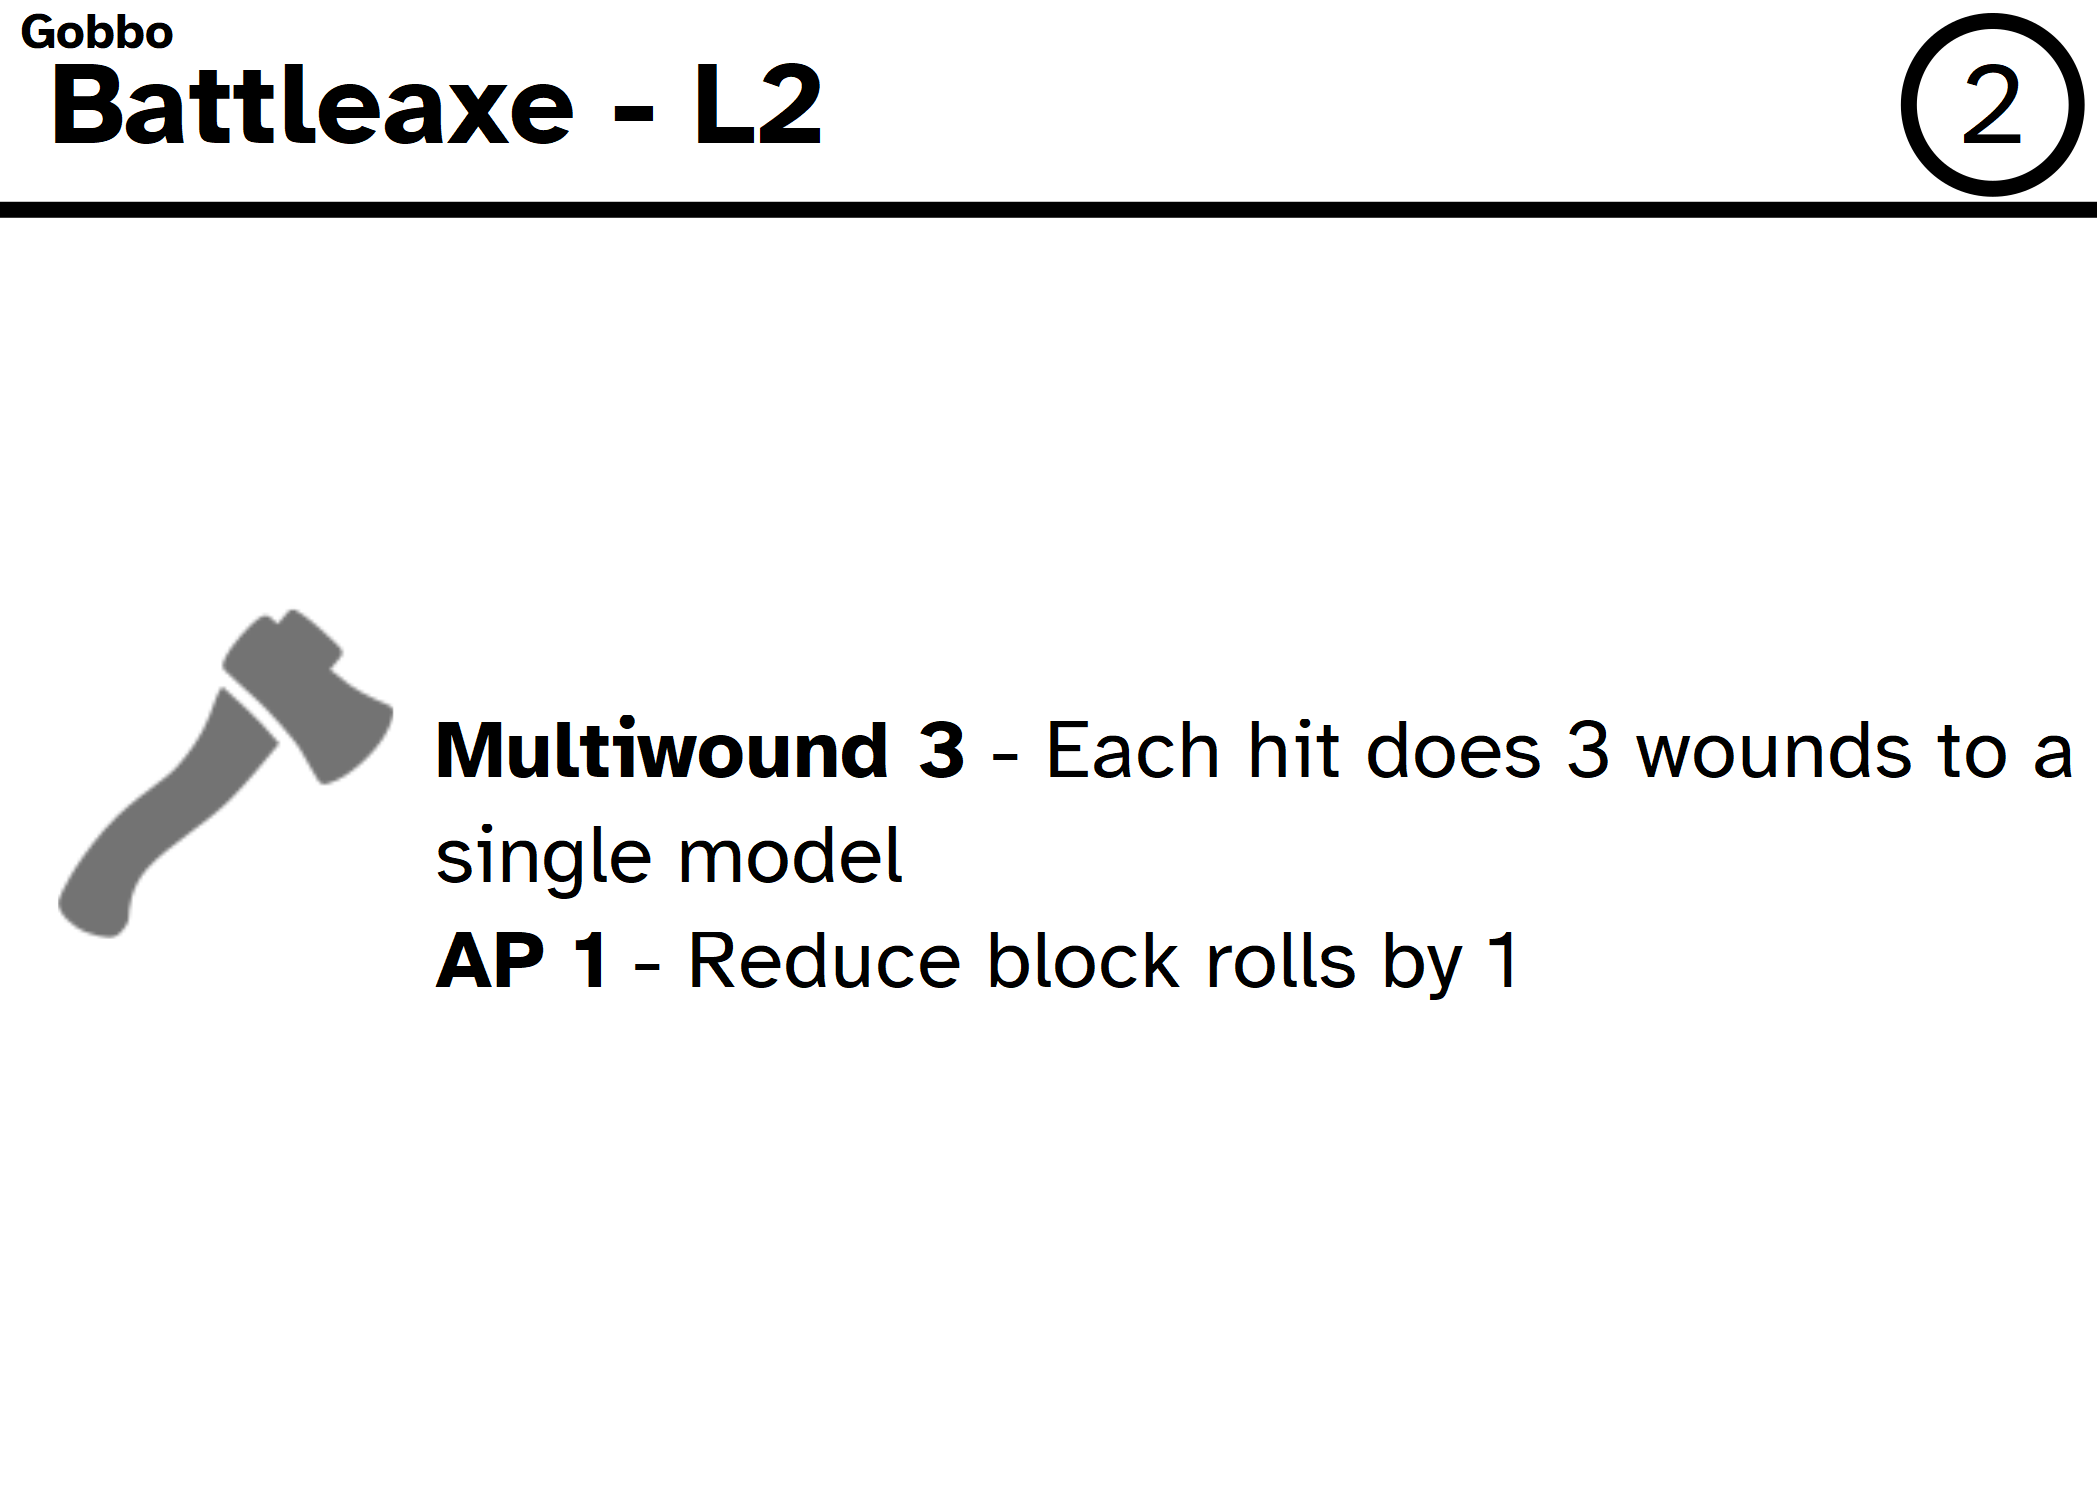 Gobbo
Battleaxe - L2
2
Multiwound 3 - Each hit does 3 wounds to a
single model
AP 1 - Reduce block rolls by 1